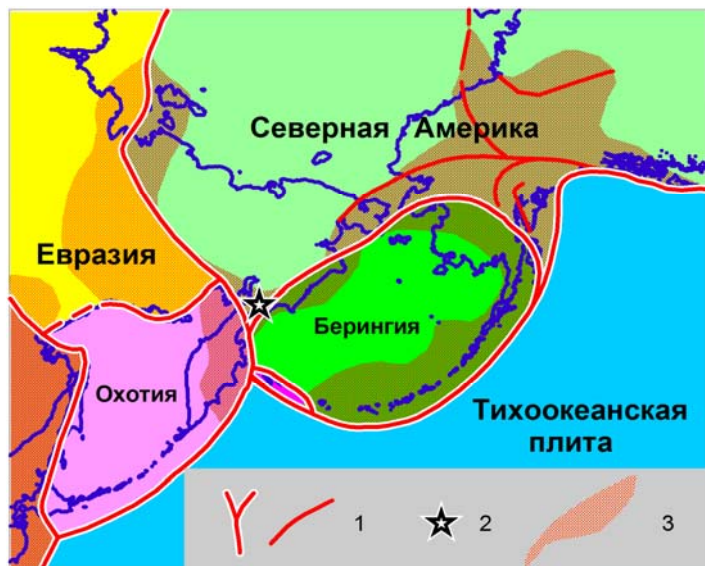 Северная Америка
Евразия
Берингия
Охотия
Тихоокеанская
плита
1 2 3